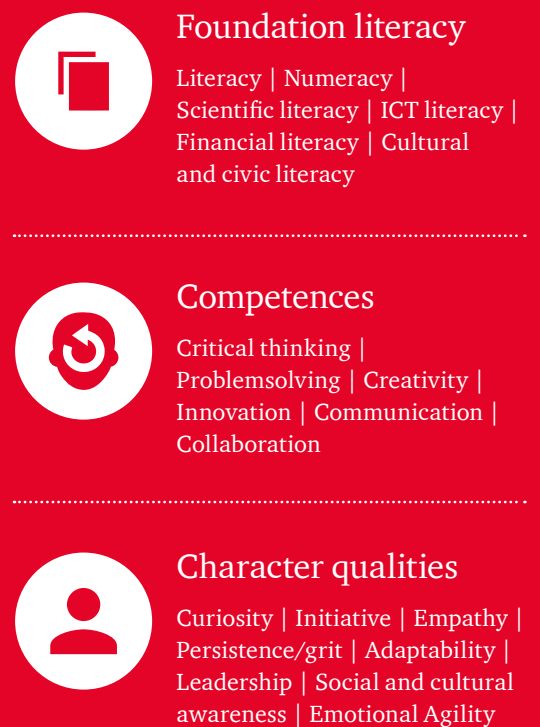 Foundation literacy
Literacy | Numeracy |
Scientific literacy | ICT literacy |
Financial literacy | Cultural
and civic literacy
Competences
Critical thinking |
Problemsolving | Creativity |
Innovation | Communication |
Collaboration
Character qualities
Curiosity | Initiative | Empathy |
Persistence/grit | Adaptability |
Leadership | Social and cultural
awareness | Emotional Agility